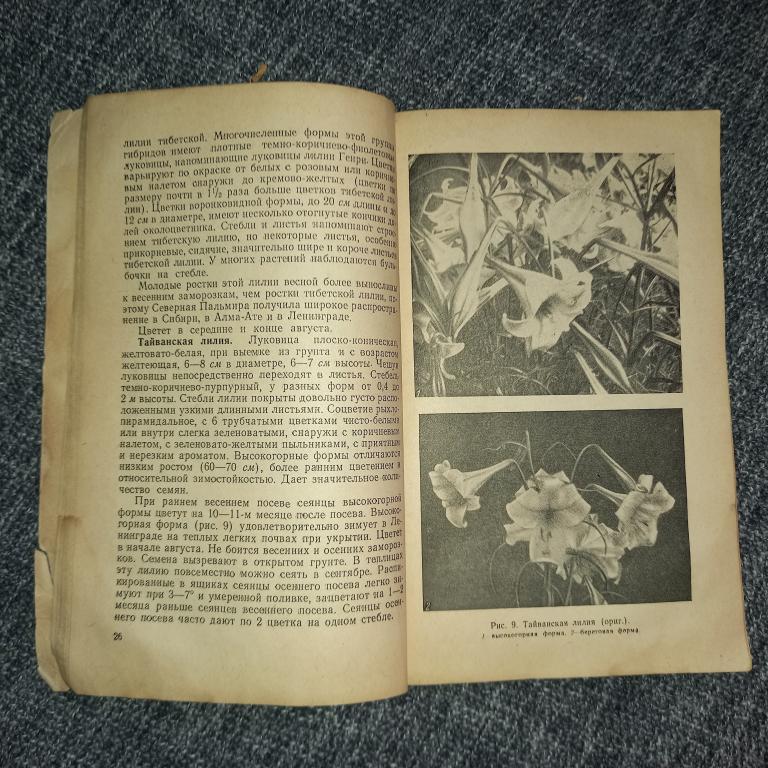 лилии тибетской. Многочисленные формы этой группы
гибридов имеют плотные темно-коричнево-фиолетовые
луковицы, напоминающие луковицы лилии Генри. Цветки
варьируют по окраске от белых с розовым или коричне-
вым налетом снаружи до кремово-желтых (цветки по
размеру почти в 1½ раза больше цветков тибетской ли-
лии). Цветки воронковидной формы, до 20 см длины и до
12 см в диаметре, имеют несколько отогнутые кончики до-
лей околоцветника. Стебли и листья напоминают строе-
нием тибетскую лилию, но некоторые листья, особенно
прикорневые, сидячие, значительно шире и короче листьев
тибетской лилии. У многих растений наблюдаются буль-
бочки на стебле.
Молодые ростки этой лилии весной более выносливы
к весенним заморозкам, чем ростки тибетской лилии, по-
этому Северная Пальмира получила широкое распростра-
нение в Сибири, в Алма-Ате и в Ленинграде.
Цветет в середине и конце августа.
Тайванская лилия. Луковица плоско-коническая,
желтовато-белая, при выемке из грунта и с возрастом
желтеющая, 6—8 см в диаметре, 6—7 см высоты. Чешуи
луковицы непосредственно переходят в листья. Стебель
темно-коричнево-пурпурный, у разных форм от 0,4 до
2 м высоты. Стебли лилии покрыты довольно густо распо-
ложенными узкими длинными листьями. Соцветие рыхло-
пирамидальное, с 6 трубчатыми цветками чисто-белыми
или внутри слегка зеленоватыми, снаружи с коричневым
налетом, с зеленовато-желтыми пыльниками, с приятным
и нерезким ароматом. Высокогорные формы отличаются
низким ростом (60—70 см), более ранним цветением и
относительной зимостойкостью. Дает значительное коли-
чество семян.
При раннем весеннем посеве сеянцы высокогорной
формы цветут на 10—11-м месяце после посева. Высоко-
горная форма (рис. 9) удовлетворительно зимует в Ле-
нинграде на теплых легких почвах при укрытии. Цветет
в начале августа. Не боится весенних и осенних замороз-
ков. Семена вызревают в открытом грунте. В теплицах
эту лилию повсеместно можно сеять в сентябре. Распи-
кированные в ящиках сеянцы осеннего посева легко зи-
муют при 3—7° и умеренной поливке, зацветают на 1—2
месяца раньше сеянцев весеннего посева. Сеянцы осен-
него посева часто дают по 2 цветка на одном стебле.
26
2
Рис. 9. Тайванская лилия (ориг.).
1—высокогорная форма, 2—береговая форма.